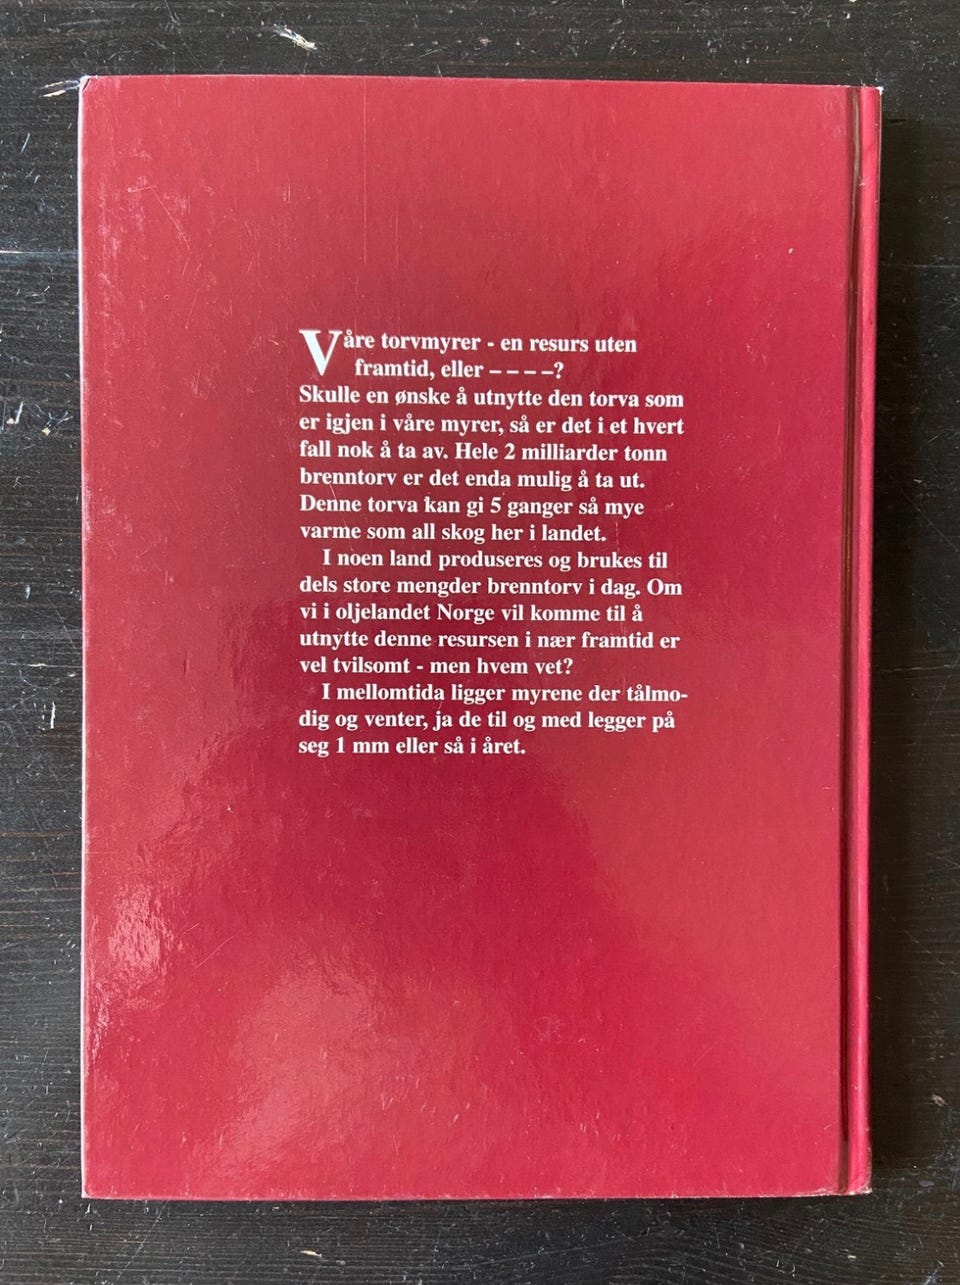 Våre torvmyrer - en resurs uten
framtid, eller – – – –?
Skulle en ønske å utnytte den torva som
er igjen i våre myrer, så er det i et hvert
fall nok å ta av. Hele 2 milliarder tonn
brenntorv er det enda mulig å ta ut.
Denne torva kan gi 5 ganger så mye
varme som all skog her i landet.
I noen land produseres og brukes til
dels store mengder brenntorv i dag. Om
vi i oljelandet Norge vil komme til å
utnytte denne resursen i nær framtid er
vel tvilsomt - men hvem vet?
I mellomtida ligger myrene der tålmo-
dig og venter, ja de til og med legger på
seg 1 mm eller så i året.